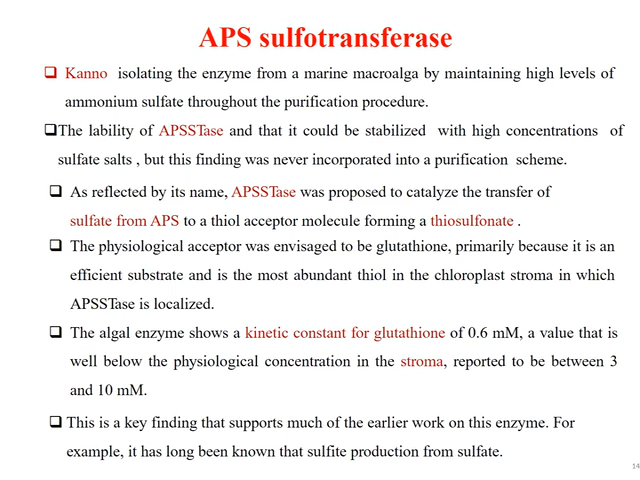 APS sulfotransferase
Kanno isolating the enzyme from a marine macroalga by maintaining high levels of
ammonium sulfate throughout the purification procedure.
The lability of APSSTase and that it could be stabilized with high concentrations of
sulfate salts , but this finding was never incorporated into a purification scheme.
As reflected by its name, APSSTase was proposed to catalyze the transfer of
sulfate from APS to a thiol acceptor molecule forming a thiosulfonate .
The physiological acceptor was envisaged to be glutathione, primarily because it is an
efficient substrate and is the most abundant thiol in the chloroplast stroma in which
APSSTase is localized.
The algal enzyme shows a kinetic constant for glutathione of 0.6 mM, a value that is
well below the physiological concentration in the stroma, reported to be between 3
and 10 mM.
This is a key finding that supports much of the earlier work on this enzyme. For
example, it has long been known that sulfite production from sulfate.
14